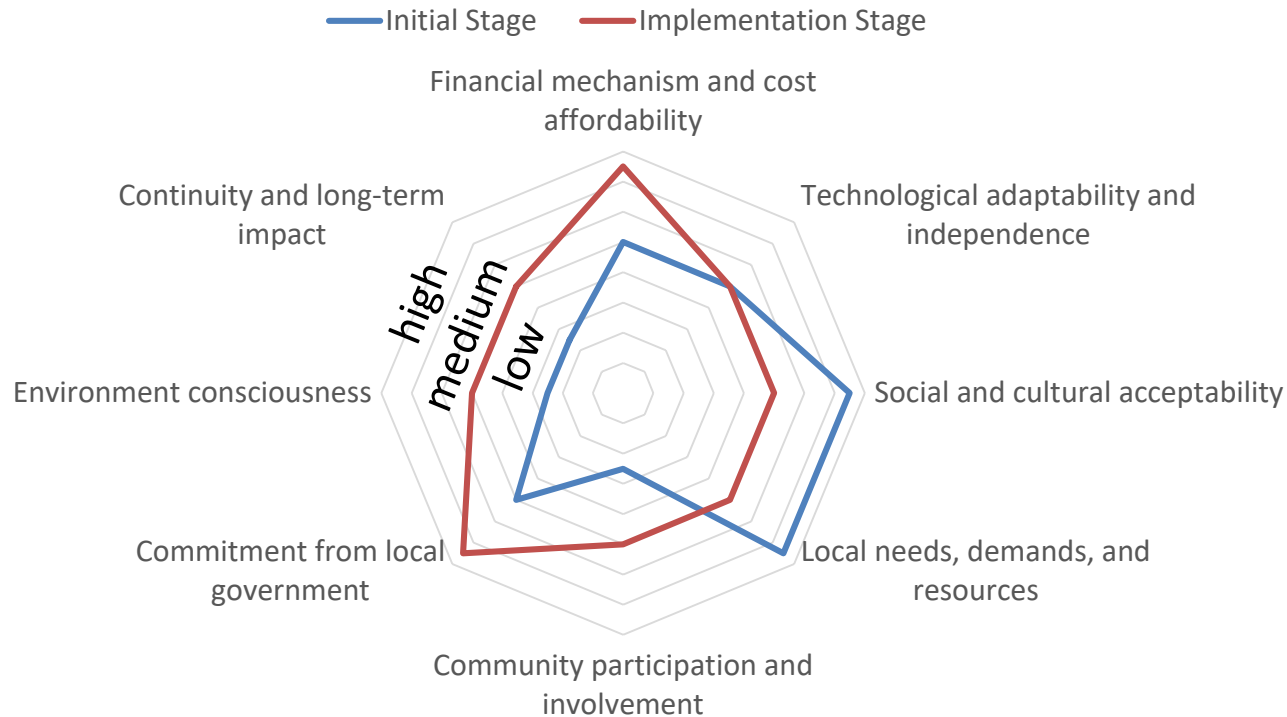 Initial Stage
Implementation Stage
Financial mechanism and cost
affordability
Continuity and long-term
impact
Technological adaptability and
independence
high
medium
low
Environment consciousness
Social and cultural acceptability
Commitment from local
government
Local needs, demands, and
resources
Community participation and
involvement